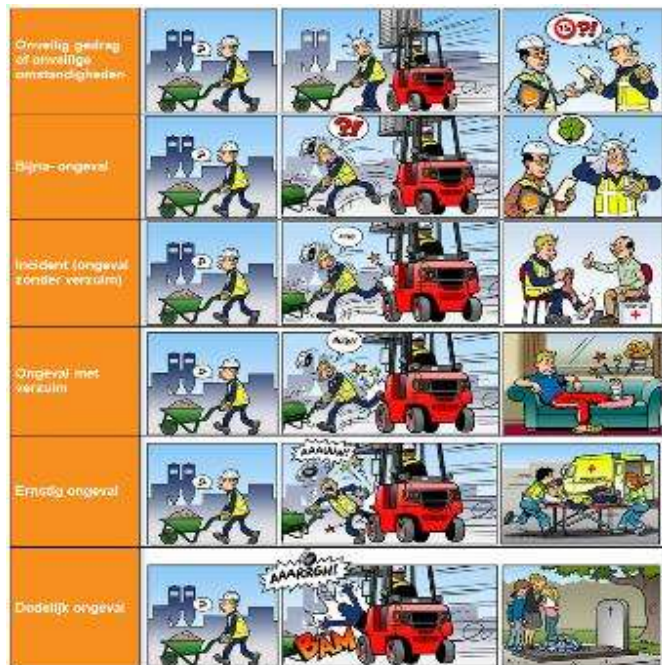 Onveilig gedrag
of onveilige
omstandigheden
?!
Bijna- ongeval
?!
Incident (ongeval
zonder verzuim)
Ongeval met
verzuim
Ernstig ongeval
AAARRGH!
Dodelijk ongeval
BAM